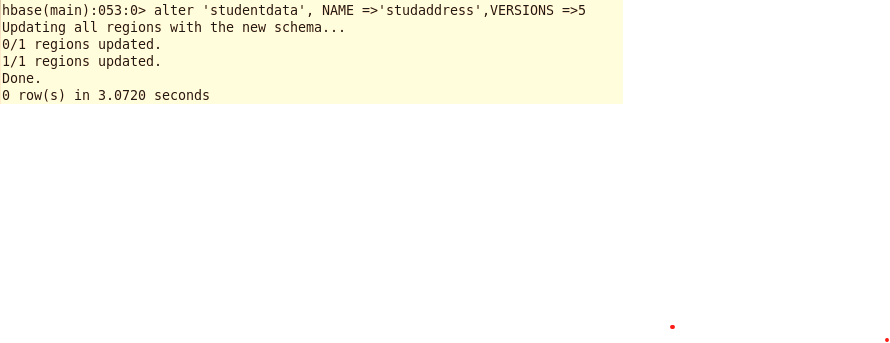 hbase(main):053:0> alter 'studentdata', NAME =>'studaddress',VERSIONS =>5
Updating all regions with the new schema...
0/1 regions updated.
1/1 regions updated.
Done.
0 row(s) in 3.0720 seconds